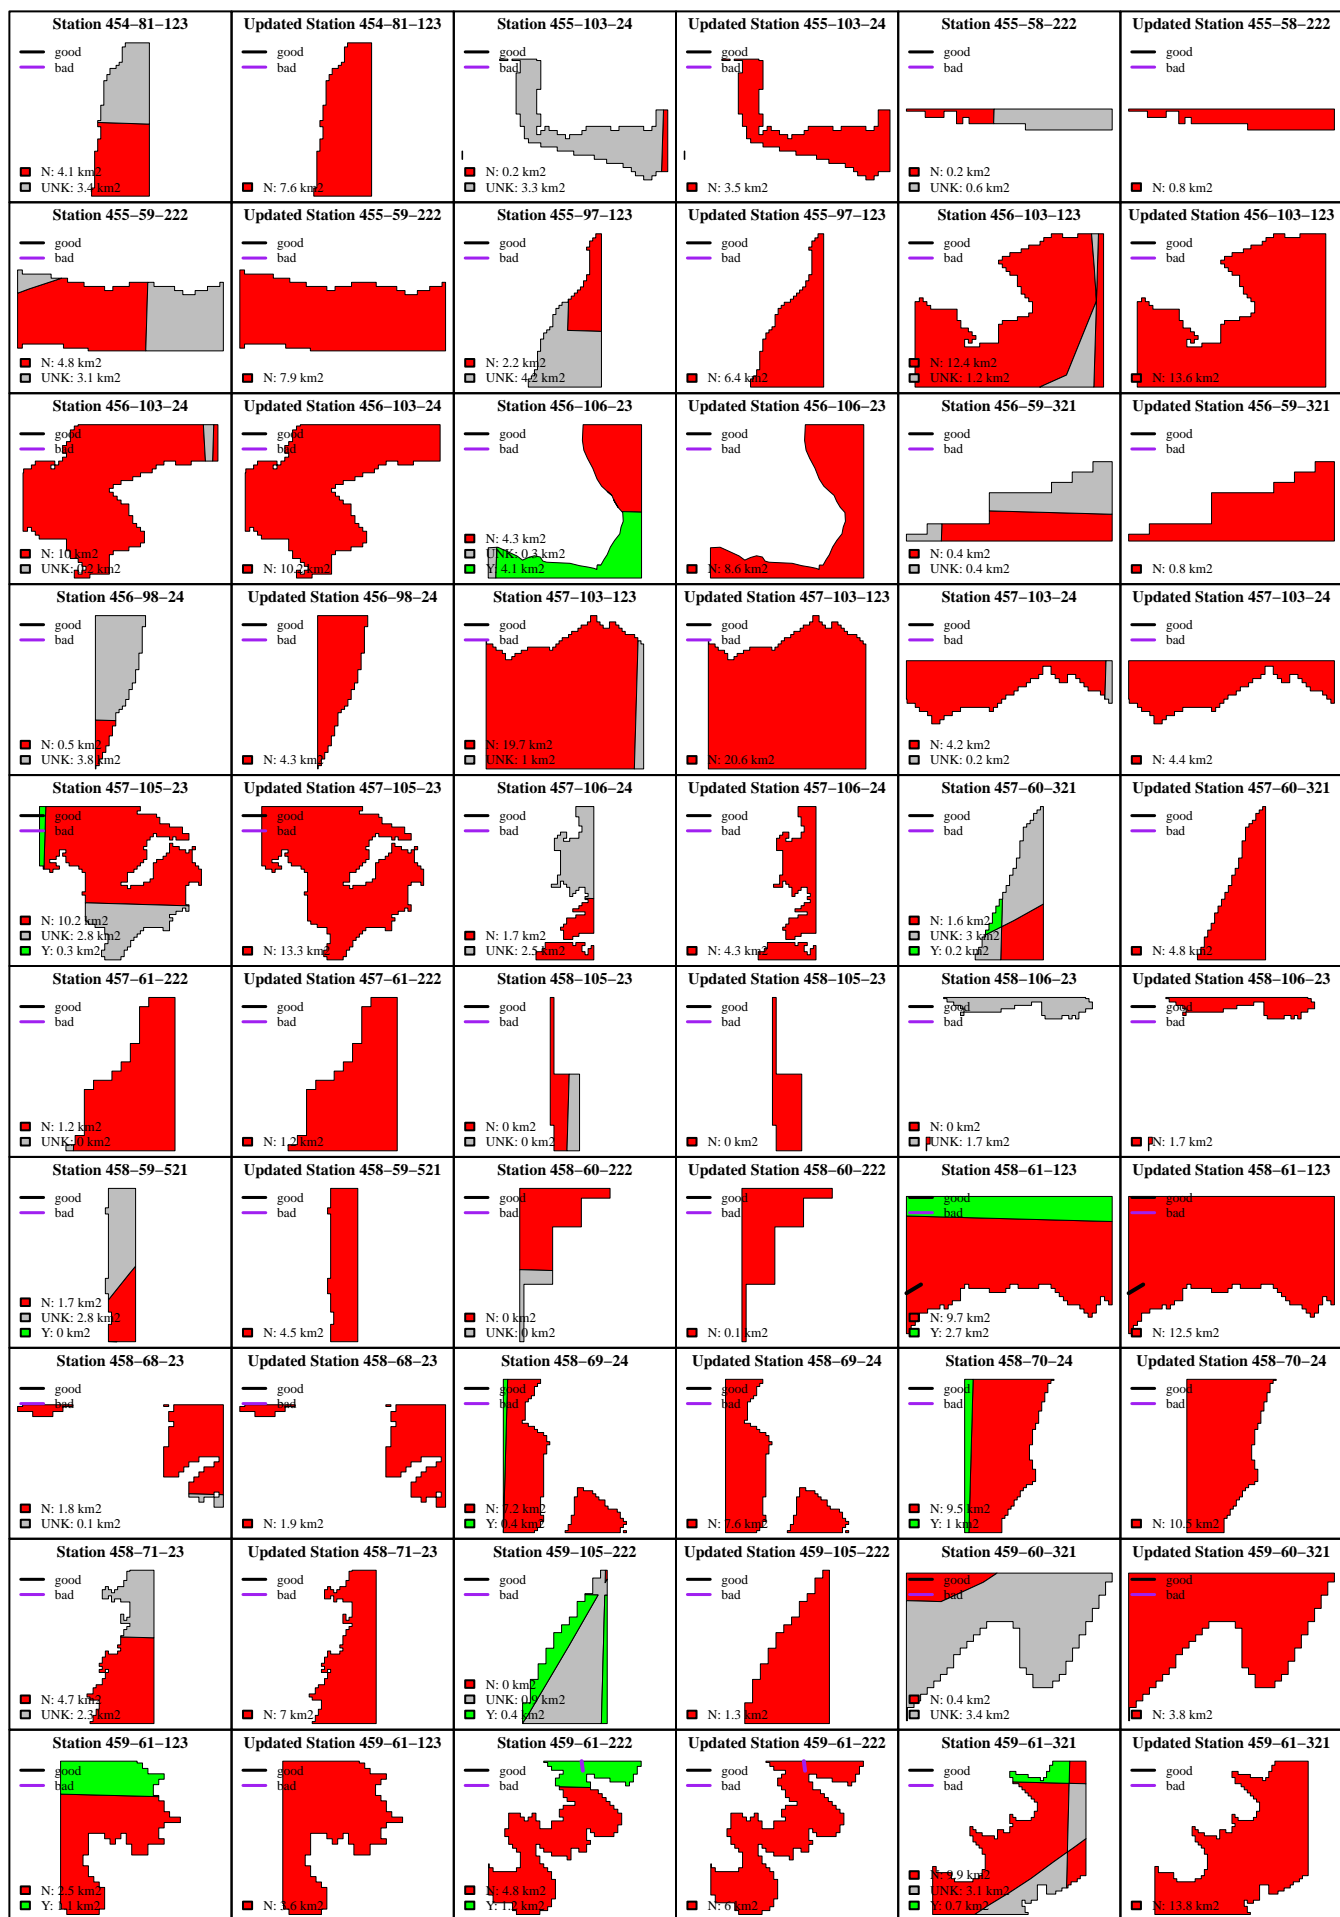 Station 454−81−123
good
bad
N: 4.1 km2
UNK: 3.4 km2
Updated Station 454−81−123
good
bad
N: 7.6 km2
Station 455−103−24
good
bad
N: 0.2 km2
UNK: 3.3 km2
Updated Station 455−103−24
good
bad
N: 3.5 km2
Station 455−58−222
good
bad
N: 0.2 km2
UNK: 0.6 km2
Updated Station 455−58−222
good
bad
N: 0.8 km2
Station 455−59−222
good
bad
N: 4.8 km2
UNK: 3.1 km2
Updated Station 455−59−222
good
bad
N: 7.9 km2
Station 455−97−123
good
bad
N: 2.2 km2
UNK: 4.2 km2
Updated Station 455−97−123
good
bad
N: 6.4 km2
Station 456−103−123
good
bad
N: 12.4 km2
UNK: 1.2 km2
Updated Station 456−103−123
good
bad
N: 13.6 km2
Station 456−103−24
good
bad
N: 10 km2
UNK: 0.2 km2
Updated Station 456−103−24
good
bad
N: 10.2 km2
Station 456−106−23
good
bad
N: 4.3 km2
UNK: 0.3 km2
Y: 4.1 km2
Updated Station 456−106−23
good
bad
N: 8.6 km2
Station 456−59−321
good
bad
N: 0.4 km2
UNK: 0.4 km2
Updated Station 456−59−321
good
bad
N: 0.8 km2
Station 456−98−24
good
bad
N: 0.5 km2
UNK: 3.8 km2
Updated Station 456−98−24
good
bad
N: 4.3 km2
Station 457−103−123
good
bad
N: 19.7 km2
UNK: 1 km2
Updated Station 457−103−123
good
bad
N: 20.6 km2
Station 457−103−24
good
bad
N: 4.2 km2
UNK: 0.2 km2
Updated Station 457−103−24
good
bad
N: 4.4 km2
Station 457−105−23
good
bad
N: 10.2 km2
UNK: 2.8 km2
Y: 0.3 km2
Updated Station 457−105−23
good
bad
N: 13.3 km2
Station 457−106−24
good
bad
N: 1.7 km2
UNK: 2.5 km2
Updated Station 457−106−24
good
bad
N: 4.3 km2
Station 457−60−321
good
bad
N: 1.6 km2
UNK: 3 km2
Y: 0.2 km2
Updated Station 457−60−321
good
bad
N: 4.8 km2
Station 457−61−222
good
bad
N: 1.2 km2
UNK: 0 km2
Updated Station 457−61−222
good
bad
N: 1.2 km2
Station 458−105−23
good
bad
N: 0 km2
UNK: 0 km2
Updated Station 458−105−23
good
bad
N: 0 km2
Station 458−106−23
good
bad
N: 0 km2
UNK: 1.7 km2
Updated Station 458−106−23
good
bad
N: 1.7 km2
Station 458−59−521
good
bad
N: 1.7 km2
UNK: 2.8 km2
Y: 0 km2
Updated Station 458−59−521
good
bad
N: 4.5 km2
Station 458−60−222
good
bad
N: 0 km2
UNK: 0 km2
Updated Station 458−60−222
good
bad
N: 0.1 km2
Station 458−61−123
good
bad
N: 9.7 km2
Y: 2.7 km2
Updated Station 458−61−123
good
bad
N: 12.5 km2
Station 458−68−23
good
bad
N: 1.8 km2
UNK: 0.1 km2
Updated Station 458−68−23
good
bad
N: 1.9 km2
Station 458−69−24
good
bad
N: 7.2 km2
Y: 0.4 km2
Updated Station 458−69−24
good
bad
N: 7.6 km2
Station 458−70−24
good
bad
N: 9.5 km2
Y: 1 km2
Updated Station 458−70−24
good
bad
N: 10.5 km2
Station 458−71−23
good
bad
N: 4.7 km2
UNK: 2.3 km2
Updated Station 458−71−23
good
bad
N: 7 km2
Station 459−105−222
good
bad
N: 0 km2
UNK: 0.9 km2
Y: 0.4 km2
Updated Station 459−105−222
good
bad
N: 1.3 km2
Station 459−60−321
good
bad
N: 0.4 km2
UNK: 3.4 km2
Updated Station 459−60−321
good
bad
N: 3.8 km2
Station 459−61−123
good
bad
N: 2.5 km2
Y: 1.1 km2
Updated Station 459−61−123
good
bad
N: 3.6 km2
Station 459−61−222
good
bad
N: 4.8 km2
Y: 1.2 km2
Updated Station 459−61−222
good
bad
N: 6 km2
Station 459−61−321
good
bad
N: 9.9 km2
UNK: 3.1 km2
Y: 0.7 km2
Updated Station 459−61−321
good
bad
N: 13.8 km2